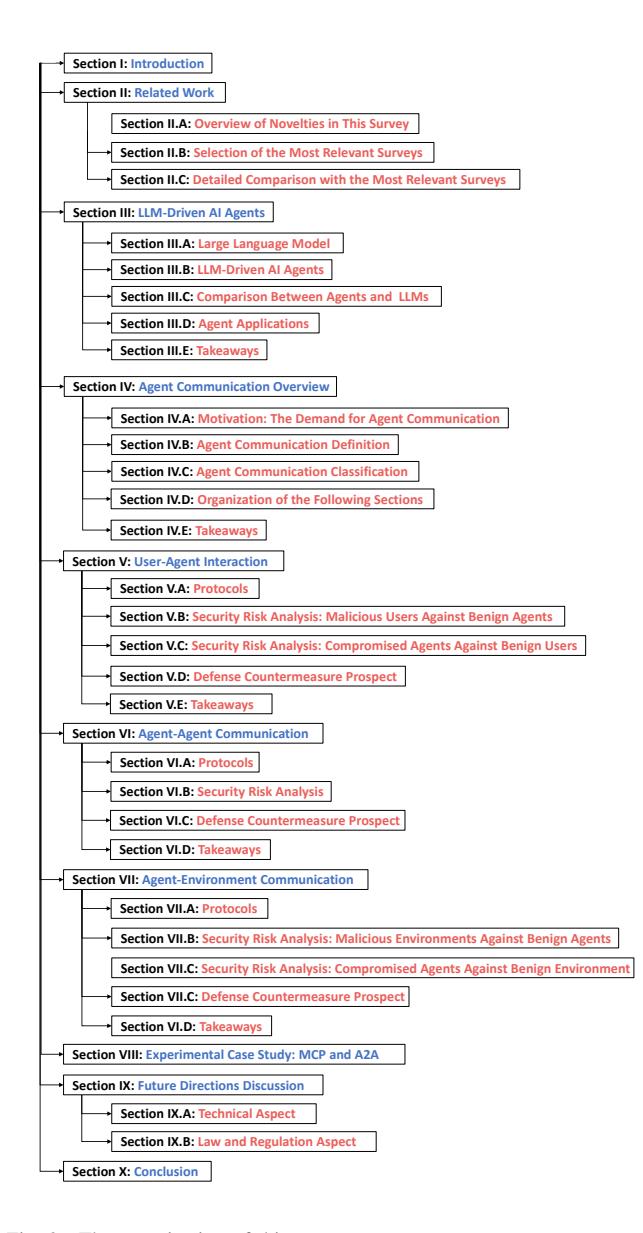 Section I: Introduction
Section II: Related Work
Section II.A: Overview of Novelties in This Survey
Section II.B: Selection of the Most Relevant Surveys
Section II.C: Detailed Comparison with the Most Relevant Surveys
Section III: LLM-Driven AI Agents
Section III.A: Large Language Model
Section III.B: LLM-Driven AI Agents
Section III.C: Comparison Between Agents and LLMs
Section III.D: Agent Applications
Section III.E: Takeaways
Section IV: Agent Communication Overview
Section IV.A: Motivation: The Demand for Agent Communication
Section IV.B: Agent Communication Definition
Section IV.C: Agent Communication Classification
Section IV.D: Organization of the Following Sections
Section IV.E: Takeaways
Section V: User-Agent Interaction
Section V.A: Protocols
Section V.B: Security Risk Analysis: Malicious Users Against Benign Agents
Section V.C: Security Risk Analysis: Compromised Agents Against Benign Users
Section V.D: Defense Countermeasure Prospect
Section V.E: Takeaways
Section VI: Agent-Agent Communication
Section VI.A: Protocols
Section VI.B: Security Risk Analysis
Section VI.C: Defense Countermeasure Prospect
Section VI.D: Takeaways
Section VII: Agent-Environment Communication
Section VII.A: Protocols
Section VII.B: Security Risk Analysis: Malicious Environments Against Benign Agents
Section VII.C: Security Risk Analysis: Compromised Agents Against Benign Environment
Section VII.C: Defense Countermeasure Prospect
Section VI.D: Takeaways
Section VIII: Experimental Case Study: MCP and A2A
Section IX: Future Directions Discussion
Section IX.A: Technical Aspect
Section IX.B: Law and Regulation Aspect
Section X: Conclusion